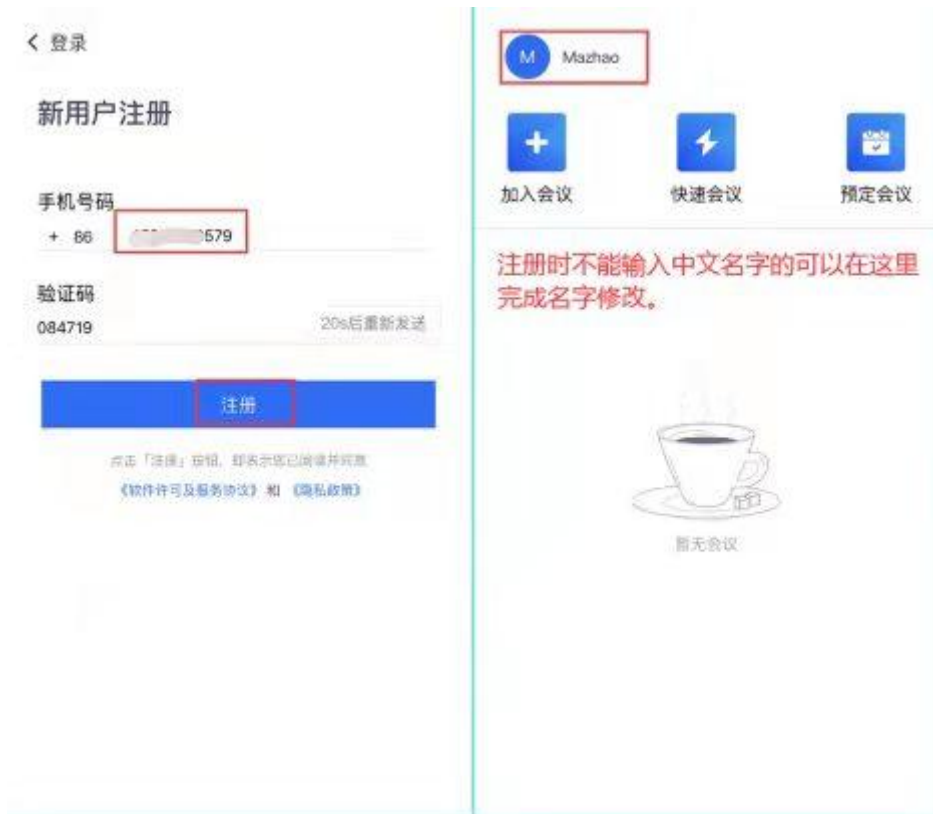 登录
新用户注册
手机号码
+ 86 579
验证码
084719 20s后重新发送
注册
点击「注册」按钮，即表示您已阅读并同意
《软件许可及服务协议》 和 《隐私政策》
M Mazhao
加入会议 快速会议 预定会议
注册时不能输入中文名字的可以在这里
完成名字修改。
暂无会议